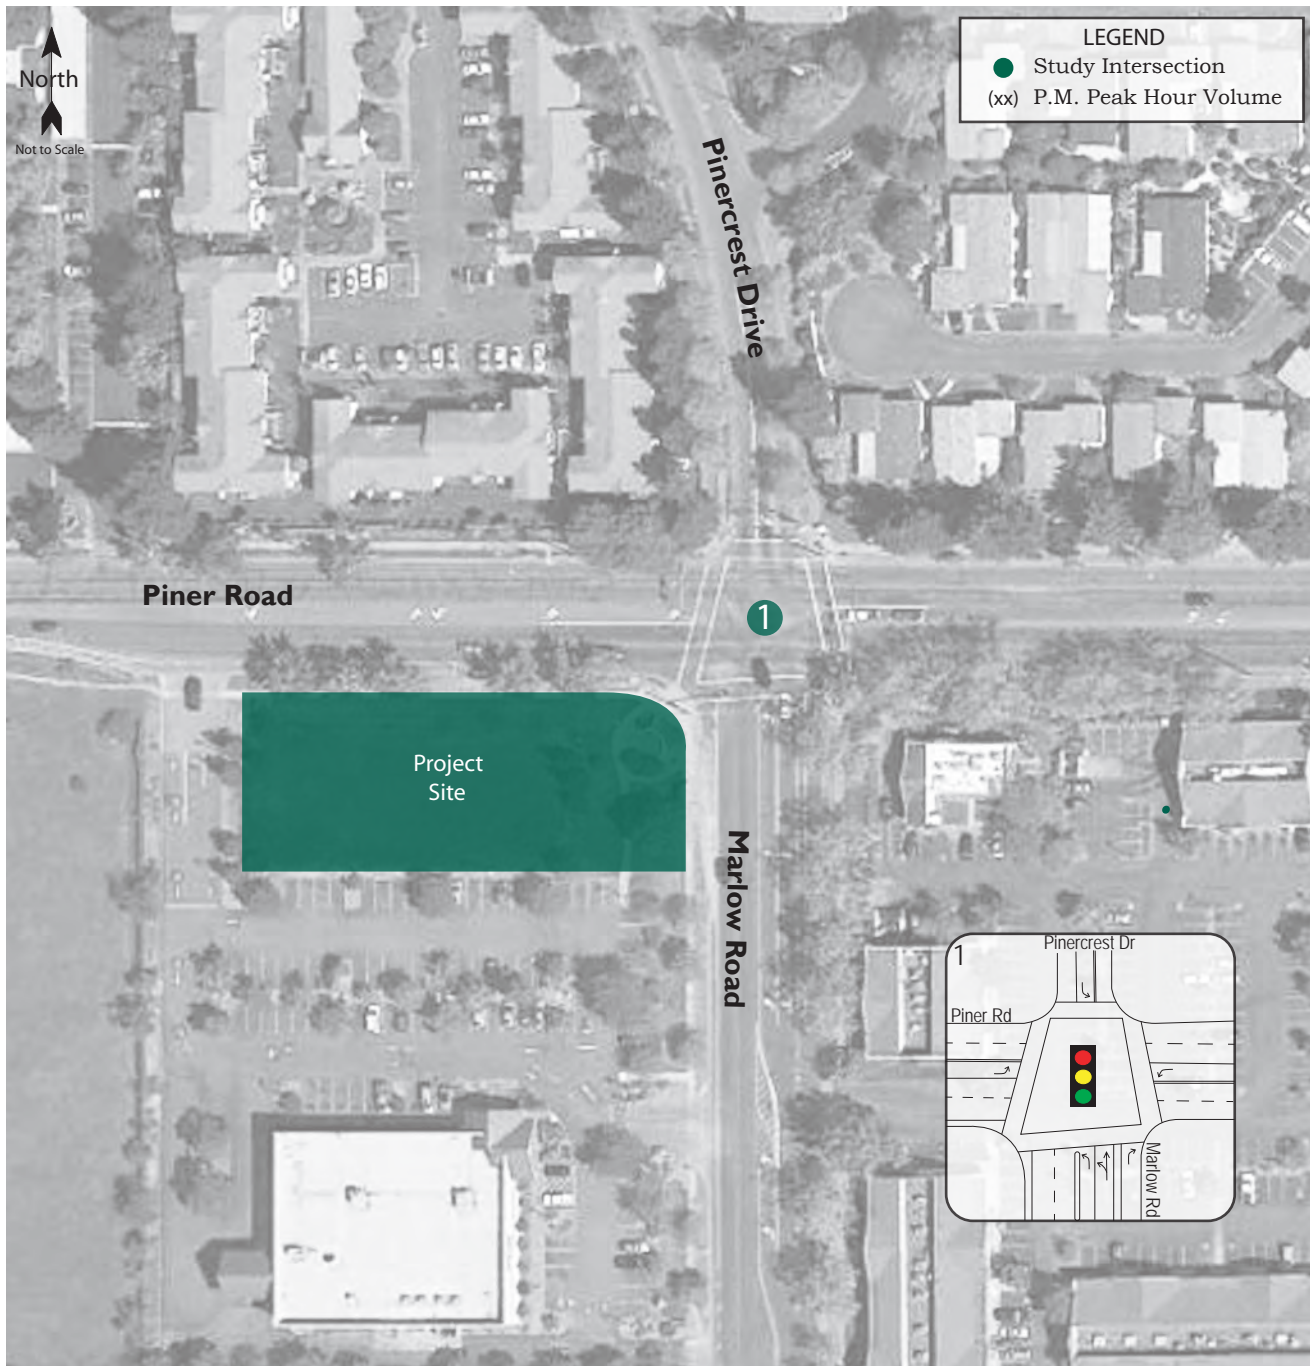 LEGEND
Study Intersection
(xx) P.M. Peak Hour Volume
North
Not to Scale
Pinercrest Drive
Piner Road
1
Project
Site
Marlow Road
1
Pinercrest Dr
Piner Rd
Marlow Rd